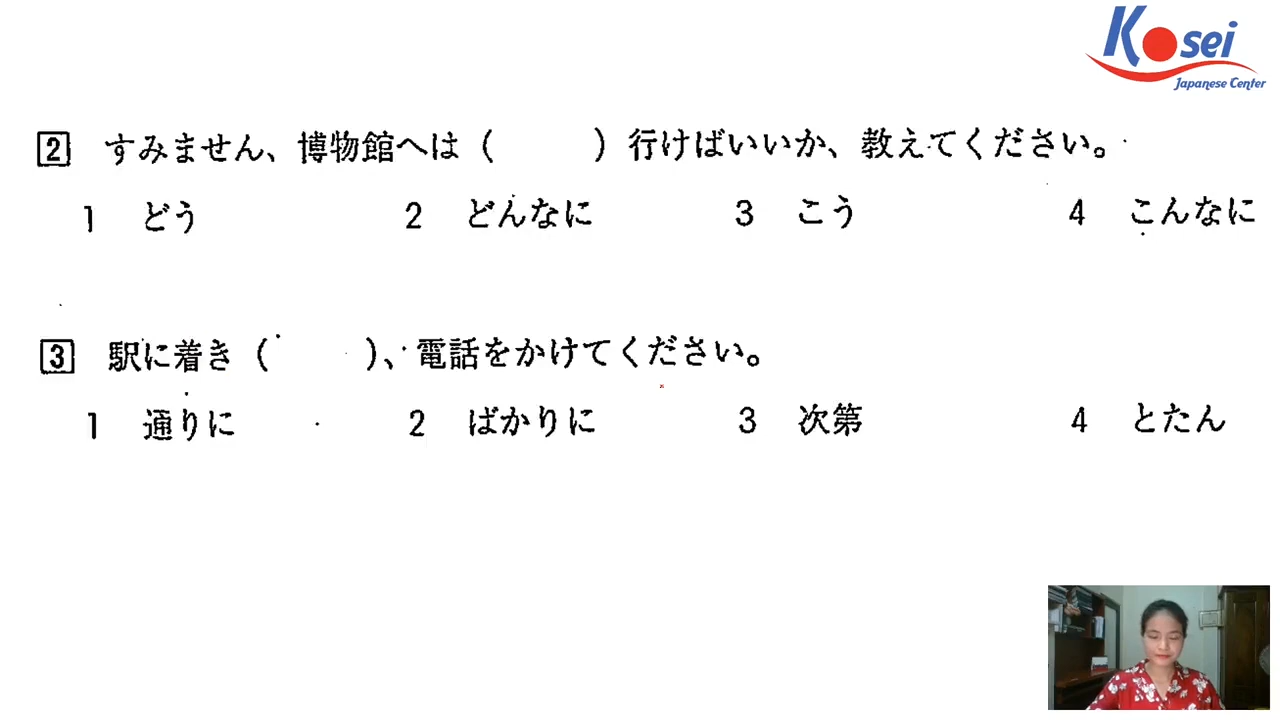 Kosei
Japanese Center
2 すみません、博物館へは（　　　）行けばいいか、教えてください。
1 どう 2 どんなに 3 こう 4 こんなに
3 駅に着き（　　　）、電話をかけてください。
1 通りに 2 ばかりに 3 次第 4 とたん